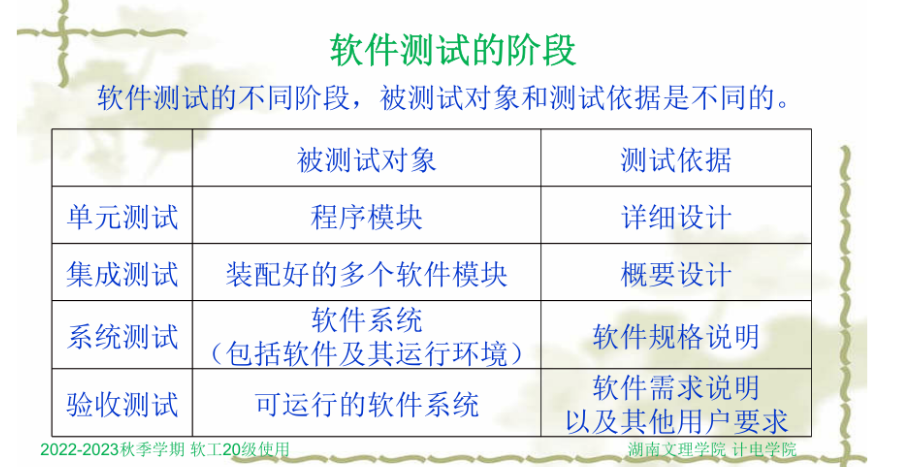 软件测试的阶段
软件测试的不同阶段，被测试对象和测试依据是不同的。
被测试对象 测试依据
单元测试 程序模块 详细设计
集成测试 装配好的多个软件模块 概要设计
系统测试 软件系统
（包括软件及其运行环境） 软件规格说明
验收测试 可运行的软件系统 软件需求说明
以及其他用户要求
2022-2023秋季学期 软工20级使用 湖南文理学院 计电学院